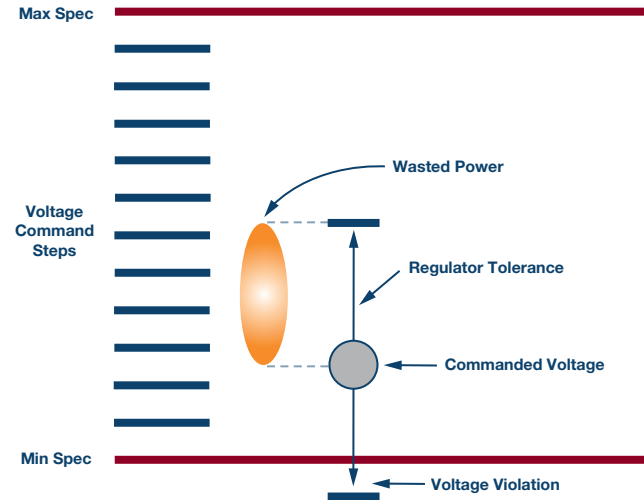 Max Spec
Wasted Power
Voltage
Command
Steps
Regulator Tolerance
Commanded Voltage
Min Spec
Voltage Violation